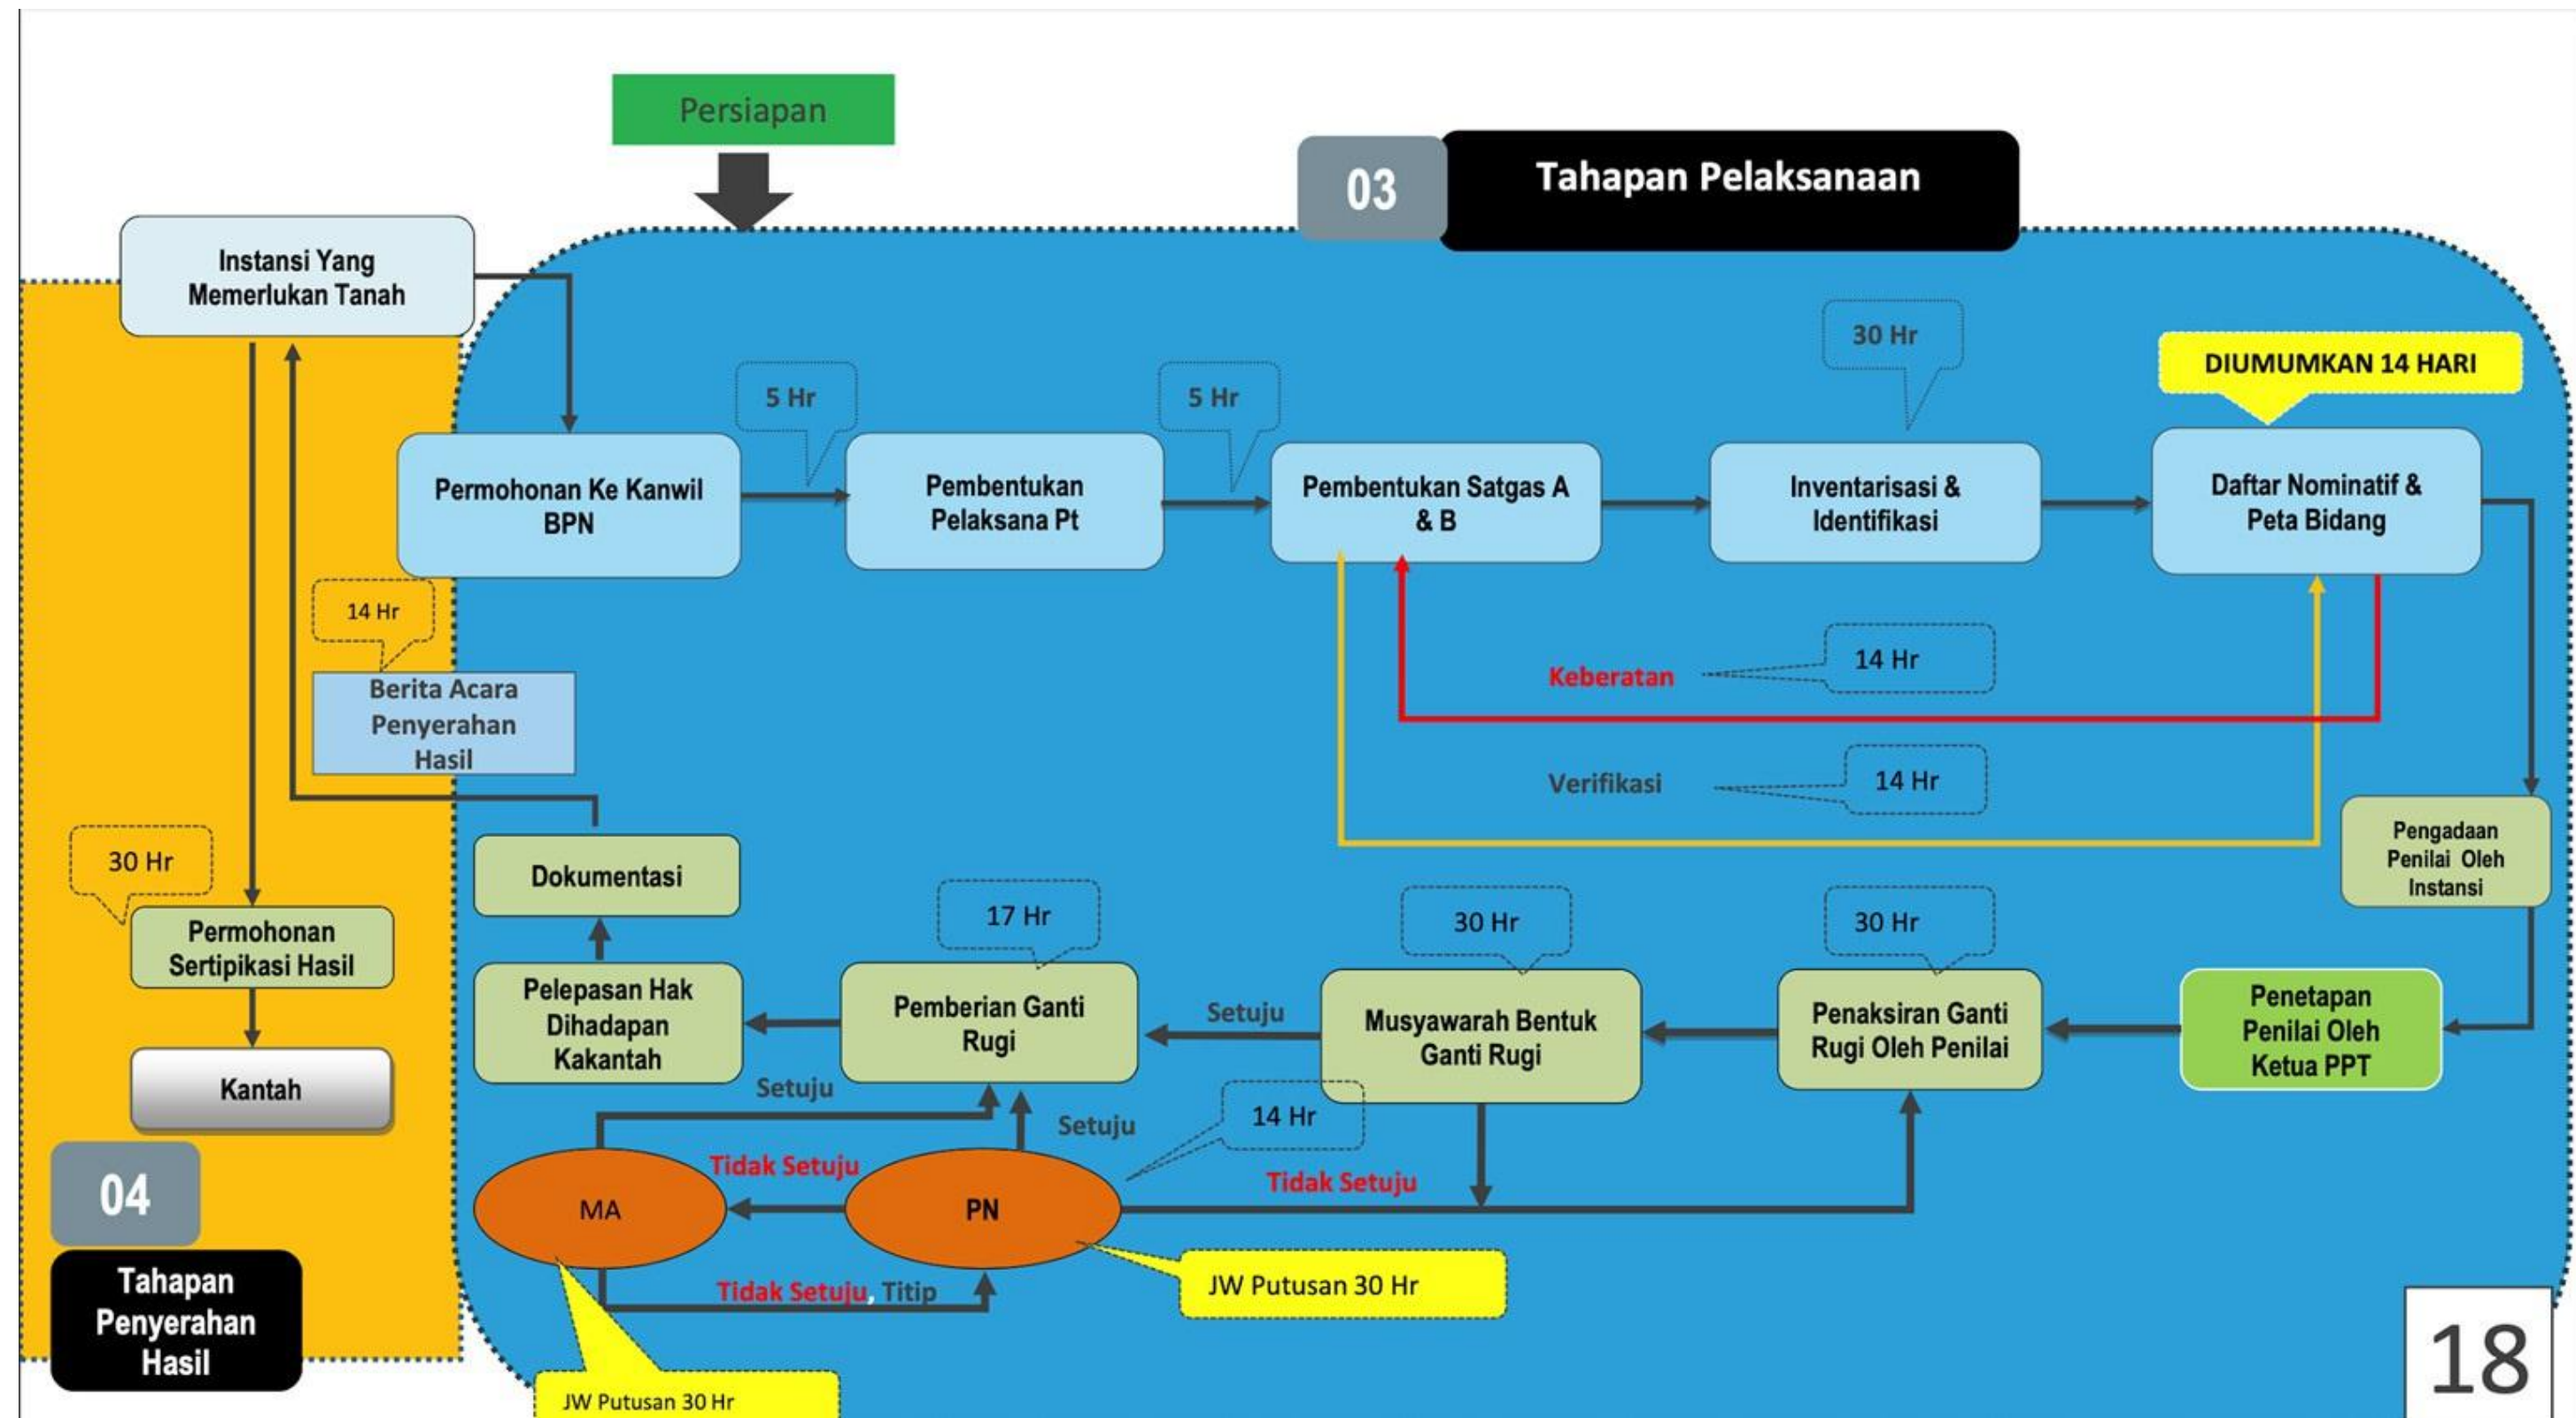 Persiapan
03
Tahapan Pelaksanaan
Instansi Yang
Memerlukan Tanah
30 Hr
DIUMUMKAN 14 HARI
5 Hr
5 Hr
Permohonan Ke Kanwil
BPN
Pembentukan
Pelaksana Pt
Pembentukan Satgas A
& B
Inventarisasi &
Identifikasi
Daftar Nominatif &
Peta Bidang
14 Hr
Berita Acara
Penyerahan
Hasil
Keberatan
14 Hr
Verifikasi
14 Hr
Pengadaan
Penilai Oleh
Instansi
30 Hr
Permohonan
Sertipikasi Hasil
Kantah
Dokumentasi
17 Hr
30 Hr
30 Hr
Pelepasan Hak
Dihadapan
Kakantah
Pemberian Ganti
Rugi
Setuju
Musyawarah Bentuk
Ganti Rugi
Penaksiran Ganti
Rugi Oleh Penilai
Penetapan
Penilai Oleh
Ketua PPT
Setuju
Setuju
14 Hr
Tidak Setuju
Tidak Setuju
MA
PN
Tidak Setuju, Titip
JW Putusan 30 Hr
JW Putusan 30 Hr
04
Tahapan
Penyerahan
Hasil
18